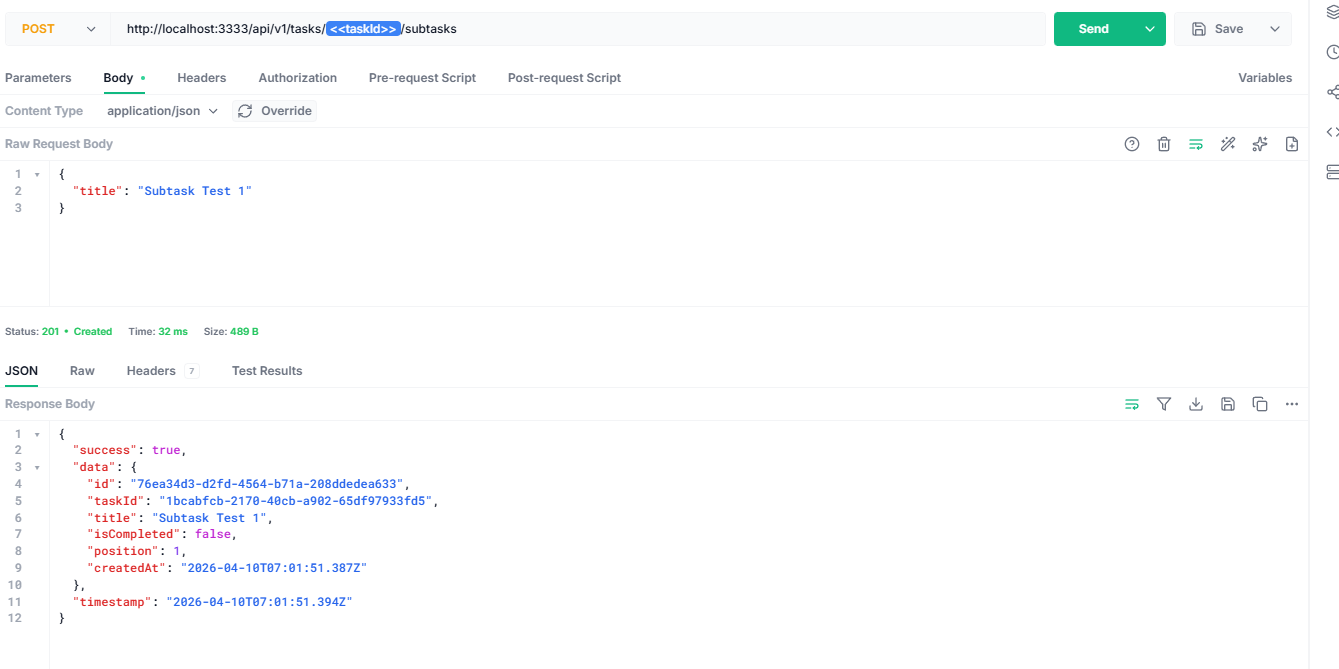 POST http://localhost:3333/api/v1/tasks/<<taskId>>/subtasks Send Save
Parameters Body Headers Authorization Pre-request Script Post-request Script Variables
Content Type application/json Override
Raw Request Body
1 {
2 "title": "Subtask Test 1"
3 }
Status: 201 • Created Time: 32 ms Size: 489 B
JSON Raw Headers 7 Test Results
Response Body
1 {
2 "success": true,
3 "data": {
4 "id": "76ea34d3-d2fd-4564-b71a-208ddedea633",
5 "taskId": "1bcabfcb-2170-40cb-a902-65df97933fd5",
6 "title": "Subtask Test 1",
7 "isCompleted": false,
8 "position": 1,
9 "createdAt": "2026-04-10T07:01:51.387Z"
10 },
11 "timestamp": "2026-04-10T07:01:51.394Z"
12 }